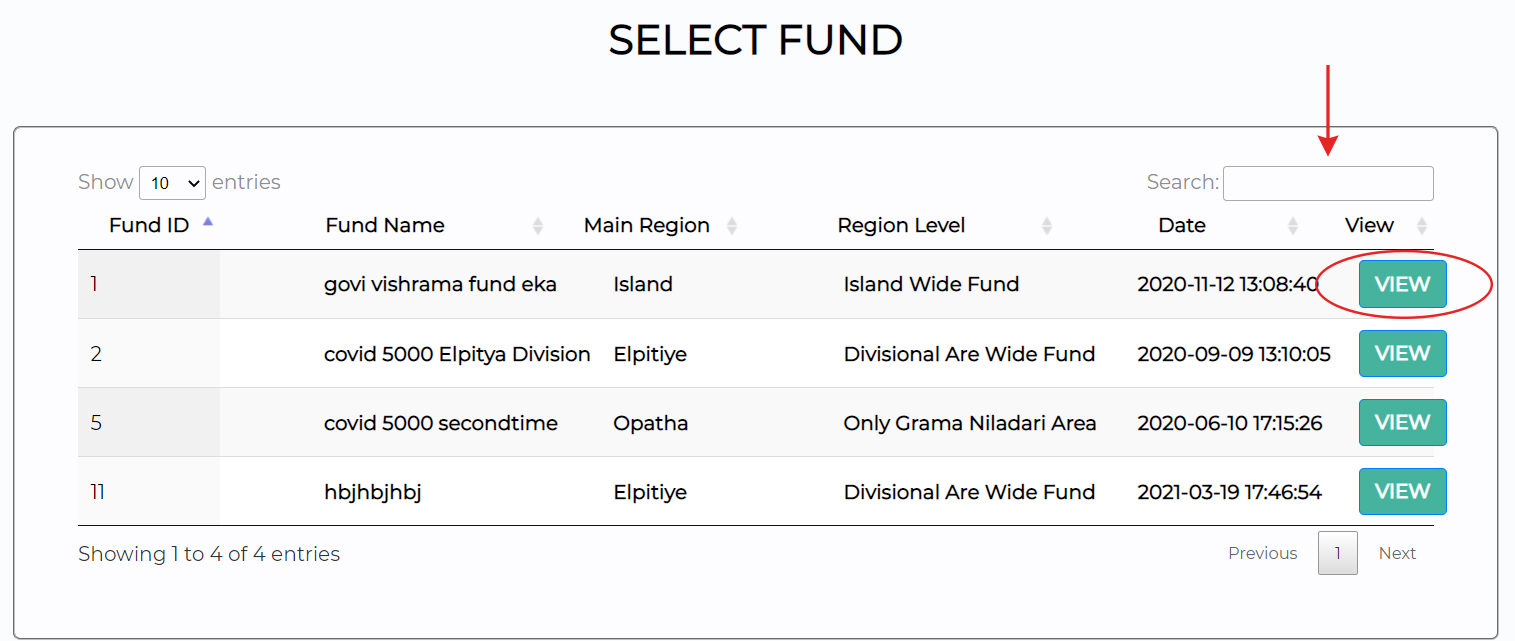 SELECT FUND
Show 10 entries Search:
Fund ID Fund Name Main Region Region Level Date View
1 govi vishrama fund eka Island Island Wide Fund 2020-11-12 13:08:40 VIEW
2 covid 5000 Elpitya Division Elpitiye Divisional Are Wide Fund 2020-09-09 13:10:05 VIEW
5 covid 5000 secondtime Opatha Only Grama Niladari Area 2020-06-10 17:15:26 VIEW
11 hbjhbjhbj Elpitiye Divisional Are Wide Fund 2021-03-19 17:46:54 VIEW
Showing 1 to 4 of 4 entries Previous 1 Next